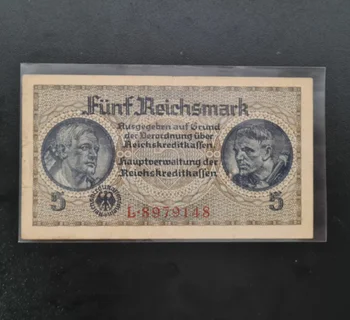 Fünf Reichsmark
Ausgegeben auf Grund
der Verordnung über
Reichskreditkassen
Hauptverwaltung der
Reichskreditkassen
5 5
L·8979148